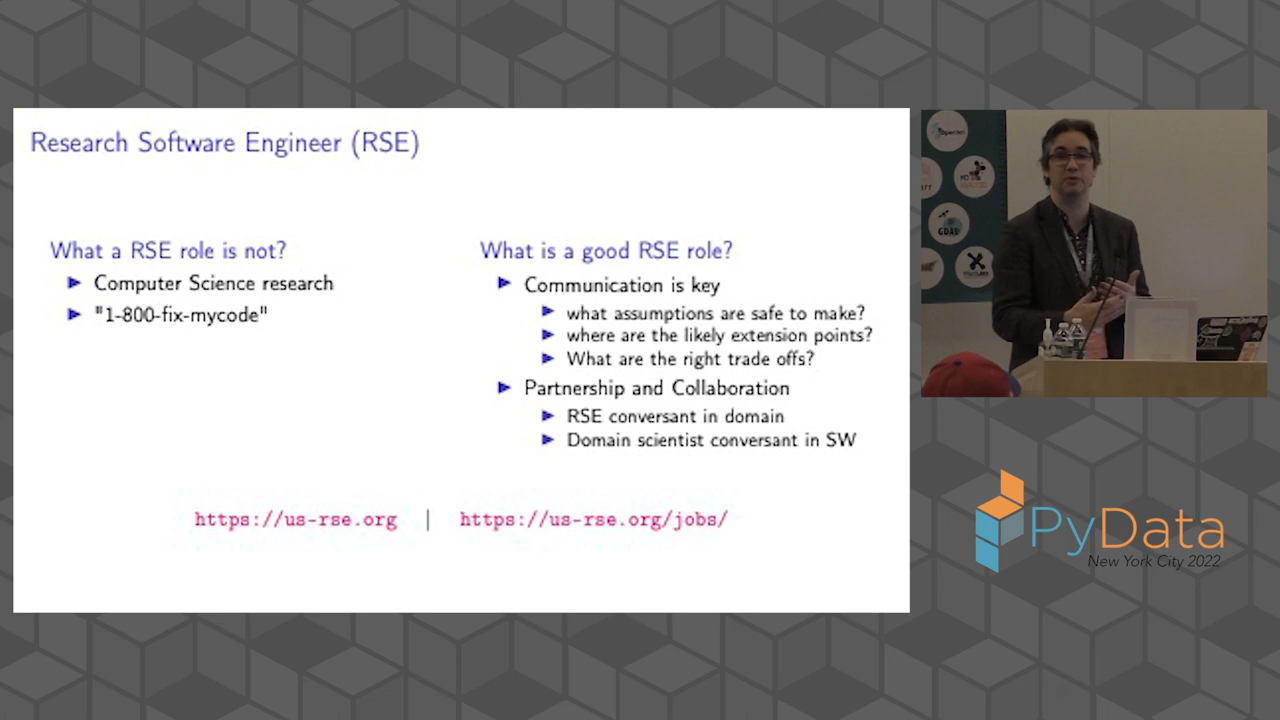 Research Software Engineer (RSE)
What a RSE role is not?
Computer Science research
"1-800-fix-mycode"
What is a good RSE role?
Communication is key
what assumptions are safe to make?
where are the likely extension points?
What are the right trade offs?
Partnership and Collaboration
RSE conversant in domain
Domain scientist conversant in SW
https://us-rse.org | https://us-rse.org/jobs/
PyData
New York City 2022